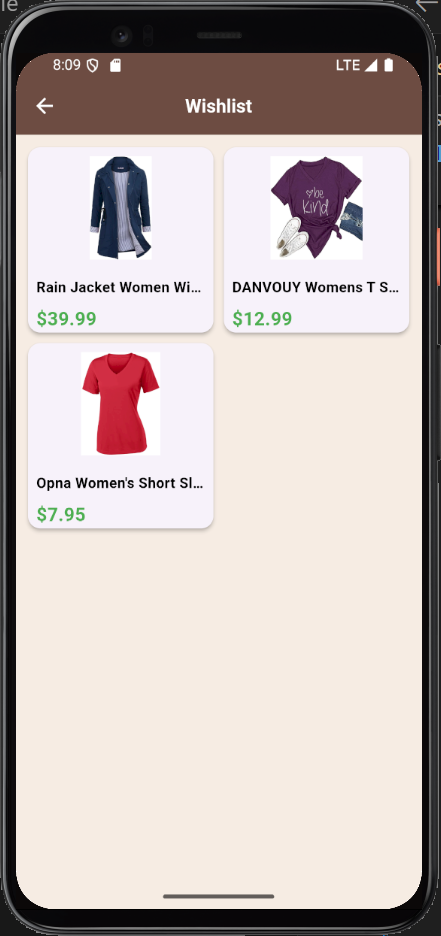 8:09
LTE
Wishlist
be
kind
Rain Jacket Women Wi...
DANVOUY Womens T S...
$39.99
$12.99
Opna Women's Short Sl...
$7.95